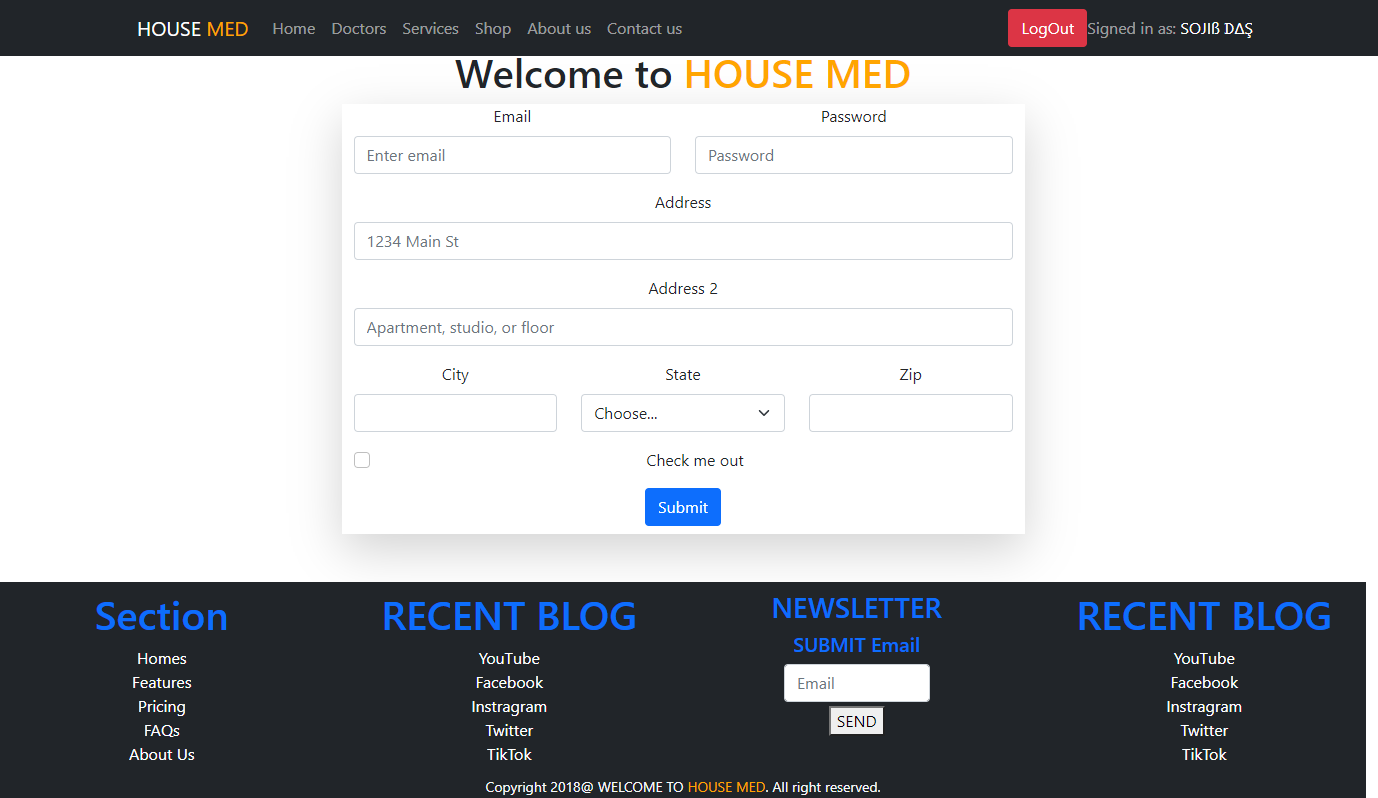 HOUSE MED Home Doctors Services Shop About us Contact us LogOut Signed in as: SOJIß DΔŞ
Welcome to HOUSE MED
Email Password
Enter email Password
Address
1234 Main St
Address 2
Apartment, studio, or floor
City State Zip
Choose...
Check me out
Submit
Section
Homes
Features
Pricing
FAQs
About Us
RECENT BLOG
YouTube
Facebook
Instragram
Twitter
TikTok
NEWSLETTER
SUBMIT Email
Email
SEND
RECENT BLOG
YouTube
Facebook
Instragram
Twitter
TikTok
Copyright 2018@ WELCOME TO HOUSE MED. All right reserved.